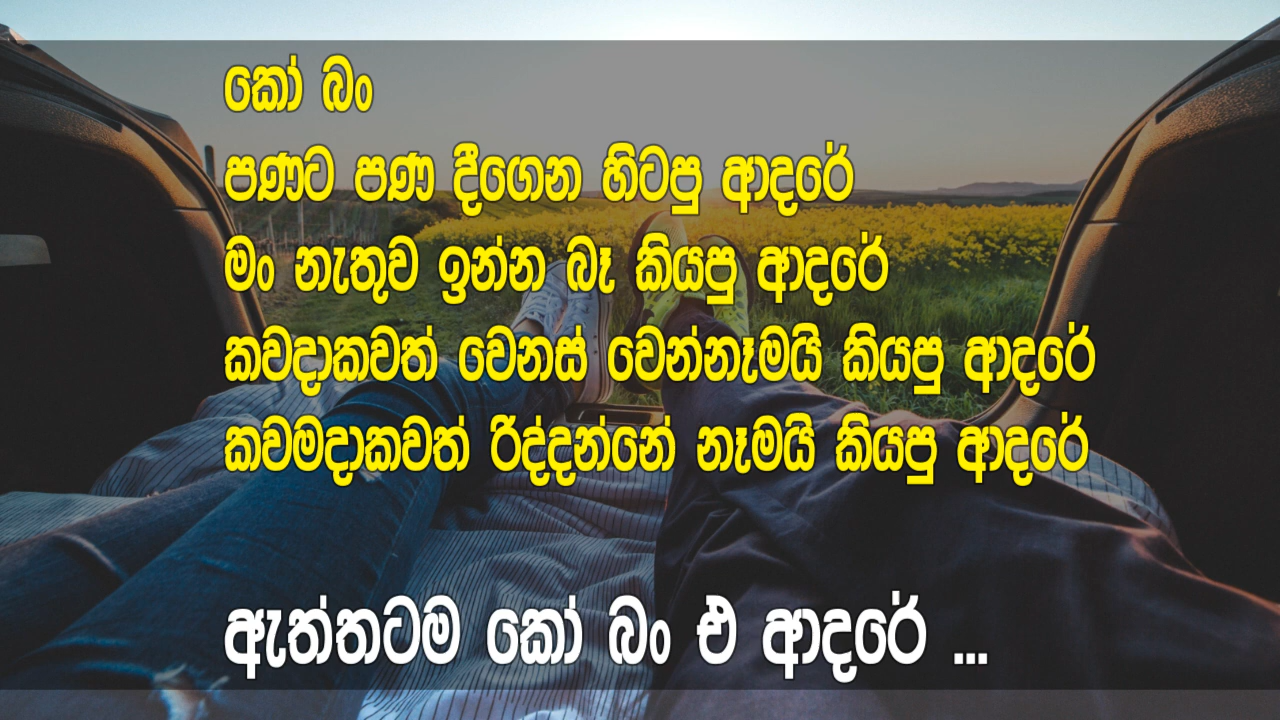 කෝ බං
පණට පණ දීගෙන හිටපු ආදරේ
මං නැතුව ඉන්න බෑ කියපු ආදරේ
කවදාකවත් වෙනස් වෙන්නෑමයි කියපු ආදරේ
කවමදාකවත් රිද්දන්නේ නෑමයි කියපු ආදරේ
ඇත්තටම කෝ බං එ ආදරේ ...